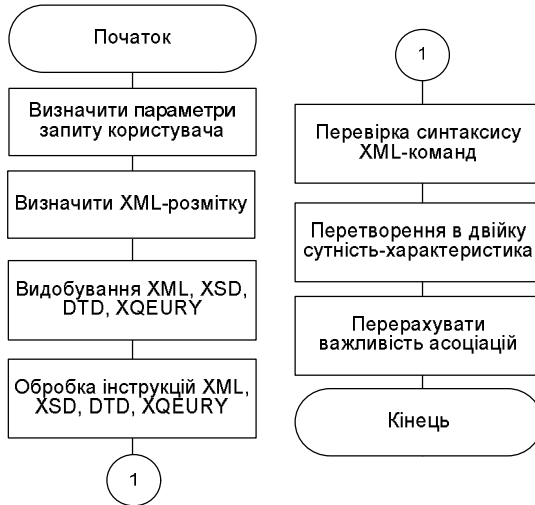 Початок
Визначити параметри
запиту користувача
Визначити XML-розмітку
Видобування XML, XSD,
DTD, XQEURY
Обробка інструкцій XML,
XSD, DTD, XQEURY
1
1
Перевірка синтаксису
XML-команд
Перетворення в двійку
сутність-характеристика
Перерахувати
важливість асоціацій
Кінець